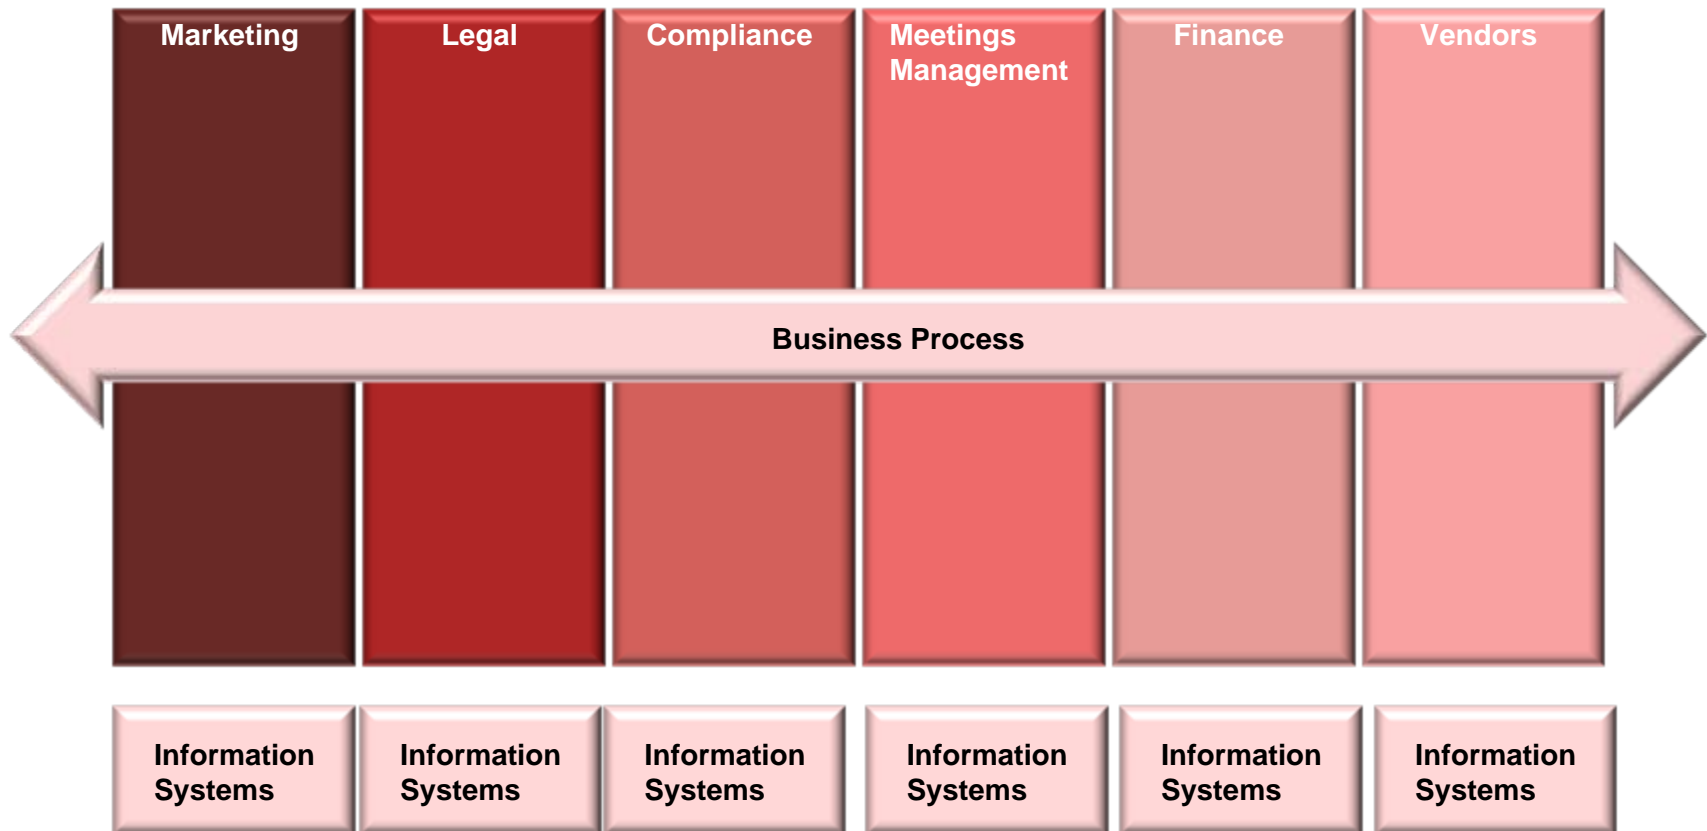 Marketing
Legal
Compliance
Meetings
Management
Finance
Vendors
Business Process
Information
Systems
Information
Systems
Information
Systems
Information
Systems
Information
Systems
Information
Systems